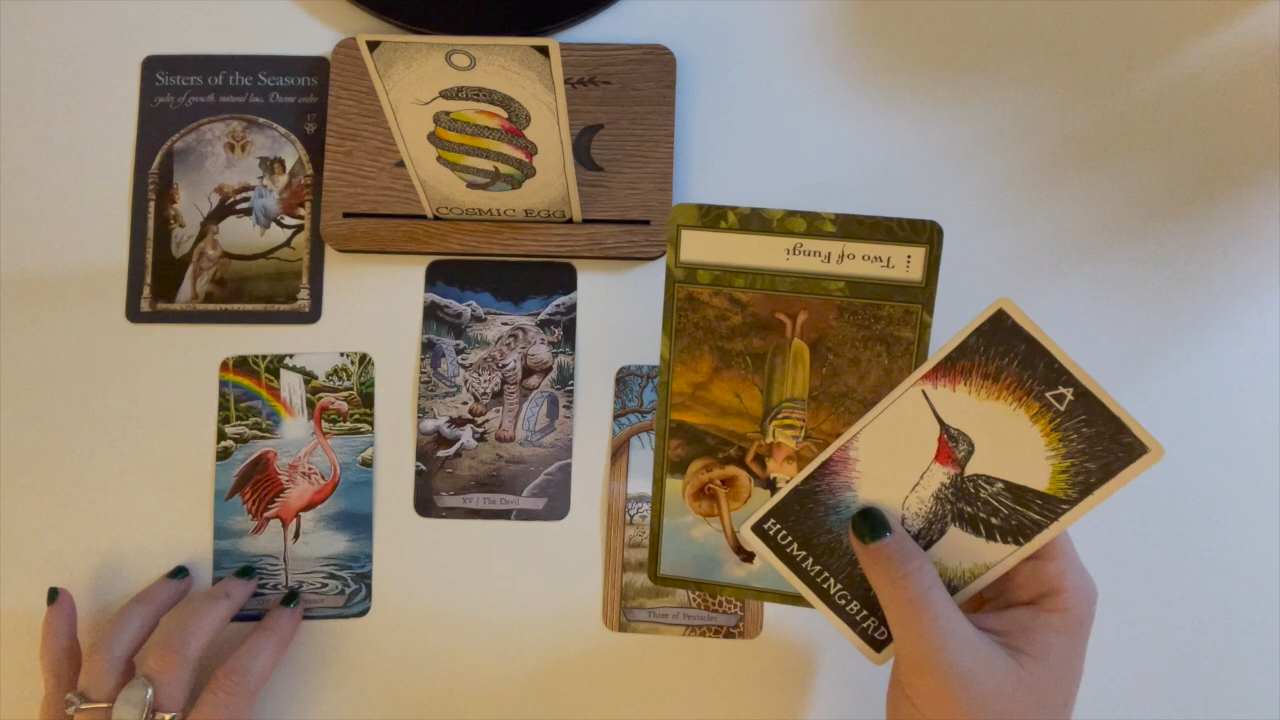 Sisters of the Seasons
cycles of growth, natural law, Divine order
17
COSMIC EGG
Two of Fungi
XV / The Devil
Three of Pentacles
HUMMINGBIRD